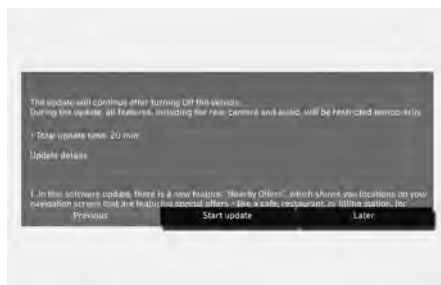 The update will continue after turning Off the vehicle.
During the update, all features, including the rear camera and audio, will be restricted temporarily.
Total update time: 20 min
Update details
1. In this software update, there is a new feature "Nearby Offers" which shows you locations on your
navigation screen that are featuring special offers - like a cafe, restaurant, or filling station, for
Previous
Start update
Later